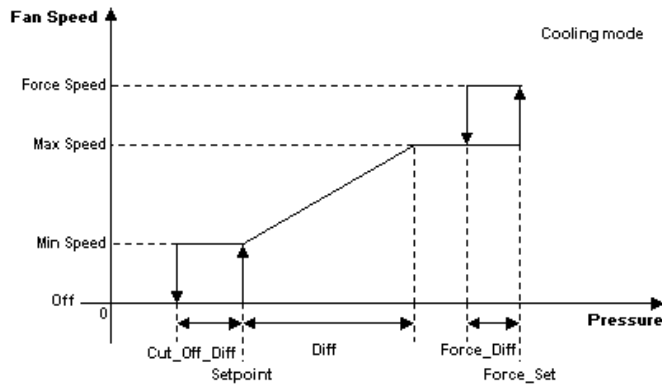 Fan Speed
Cooling mode
Force Speed
Max Speed
Min Speed
Off
0
Pressure
Cut_Off_Diff
Diff
Force_Diff
Setpoint
Force_Set